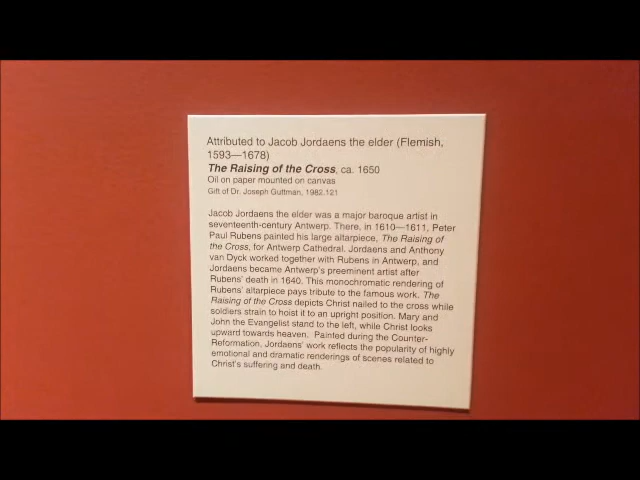 Attributed to Jacob Jordaens the elder (Flemish,
1593—1678)
The Raising of the Cross, ca. 1650
Oil on paper mounted on canvas
Gift of Dr. Joseph Guttman, 1982.121
Jacob Jordaens the elder was a major baroque artist in
seventeenth-century Antwerp. There, in 1610—1611, Peter
Paul Rubens painted his large altarpiece, The Raising of
the Cross, for Antwerp Cathedral. Jordaens and Anthony
van Dyck worked together with Rubens in Antwerp, and
Jordaens became Antwerp's preeminent artist after
Rubens' death in 1640. This monochromatic rendering of
Rubens' altarpiece pays tribute to the famous work. The
Raising of the Cross depicts Christ nailed to the cross while
soldiers strain to hoist it to an upright position. Mary and
John the Evangelist stand to the left, while Christ looks
upward towards heaven. Painted during the Counter-
Reformation, Jordaens' work reflects the popularity of highly
emotional and dramatic renderings of scenes related to
Christ's suffering and death.